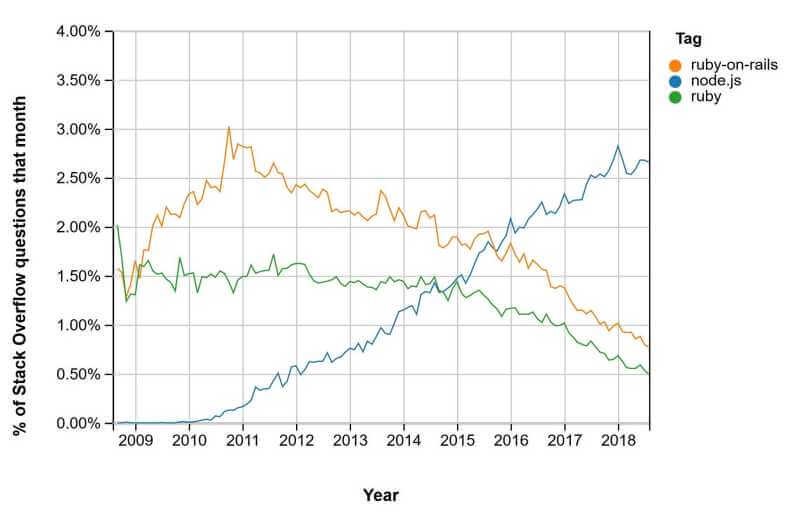 % of Stack Overflow questions that month
4.00%
3.50%
3.00%
2.50%
2.00%
1.50%
1.00%
0.50%
0.00%
2009 2010 2011 2012 2013 2014 2015 2016 2017 2018
Year
Tag
ruby-on-rails
node.js
ruby